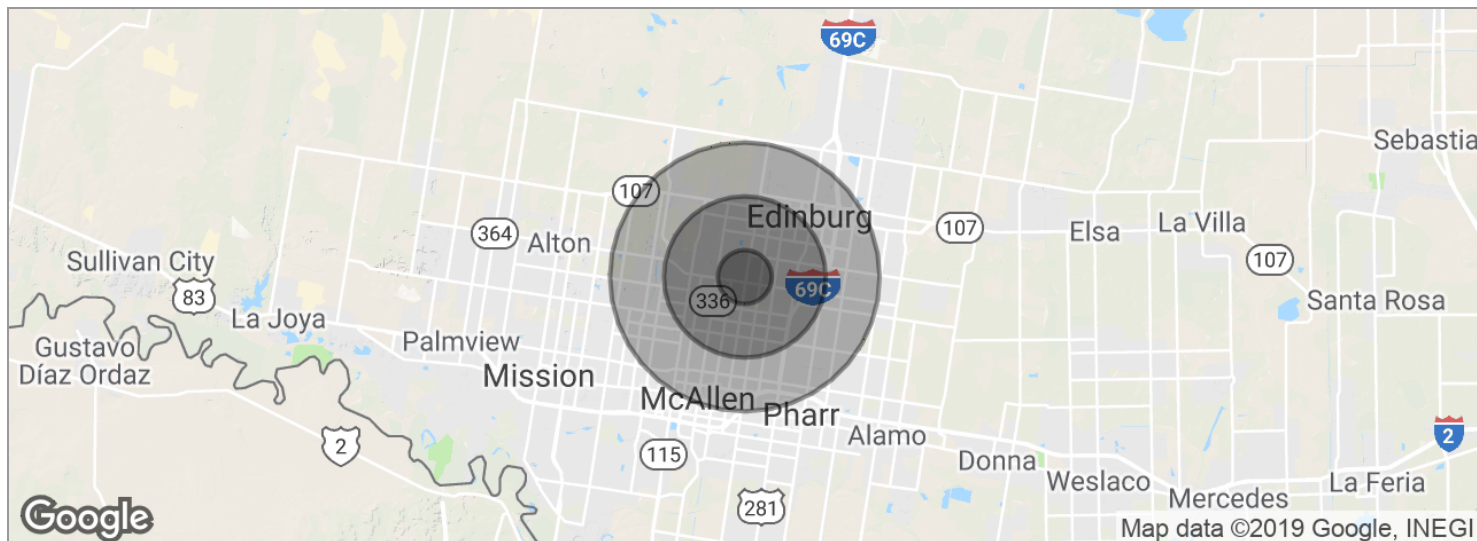 69C
Sebastia
107
Edinburg
364
Alton
107
Elsa
La Villa
Sullivan City
107
83
69C
336
Santa Rosa
La Joya
Gustavo
Díaz Ordaz
Palmview
Mission
McAllen
Pharr
Alamo
2
2
115
Donna
Weslaco
La Feria
Mercedes
281
Google
Map data ©2019 Google, INEGI